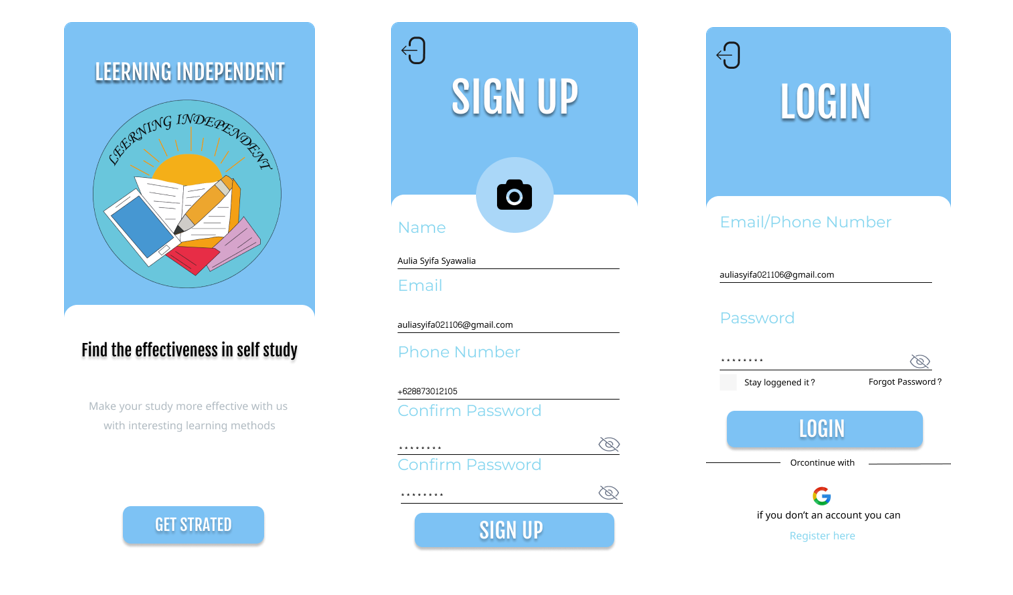 LEERNING INDEPENDENT
LEERNING INDEPENDENT
Find the effectiveness in self study
Make your study more effective with us
with interesting learning methods
GET STRATED
SIGN UP
Name
Aulia Syifa Syawalia
Email
auliasyifa021106@gmail.com
Phone Number
+628873012105
Confirm Password
Confirm Password
SIGN UP
LOGIN
Email/Phone Number
auliasyifa021106@gmail.com
Password
Stay loggened it ? Forgot Password ?
LOGIN
Orcontinue with
if you don't an account you can
Register here